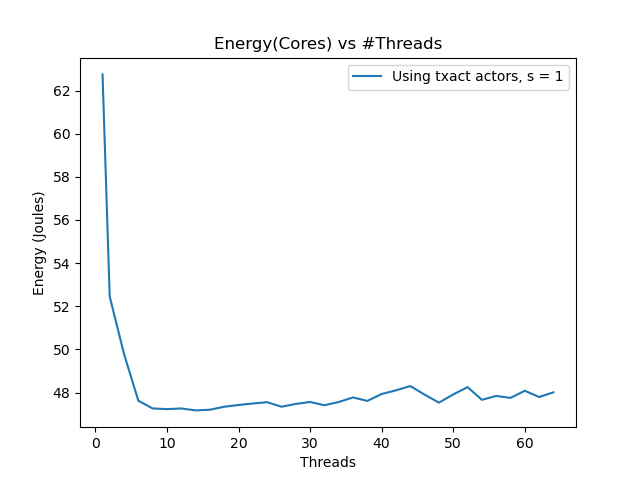 Energy(Cores) vs #Threads
Using txact actors, s = 1
Energy (Joules)
62
60
58
56
54
52
50
48
0 10 20 30 40 50 60
Threads